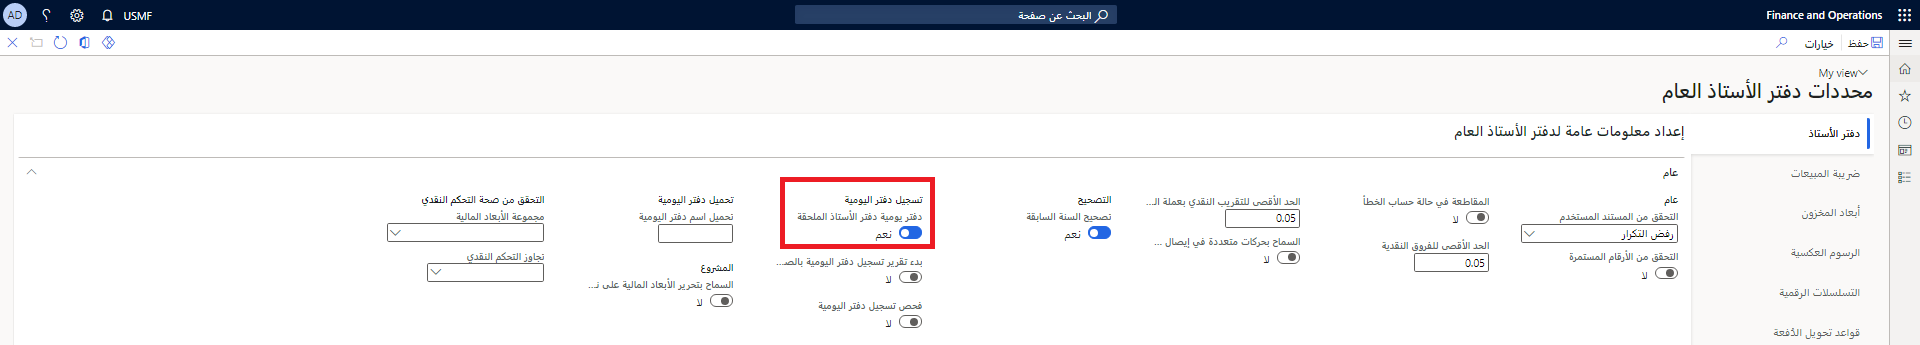 Finance and Operations
البحث عن صفحة
USMF
؟
AD
حفظ
خيارات
My view
محددات دفتر الأستاذ العام
دفتر الأستاذ
ضريبة المبيعات
أبعاد المخزون
الرسوم العكسية
التسلسلات الرقمية
قواعد تحويل الدُفعة
إعداد معلومات عامة لدفتر الأستاذ العام
عام
عام
التحقق من المستند المستخدم
رفض التكرار
التحقق من الأرقام المستمرة
لا
المقاطعة في حالة حساب الخطأ
لا
الحد الأقصى للفروق النقدية
0.05
الحد الأقصى للتقريب النقدي بعملة الـ...
0.05
السماح بحركات متعددة في إيصال ...
لا
التصحيح
تصحيح السنة السابقة
نعم
تسجيل دفتر اليومية
دفتر يومية دفتر الأستاذ الملحقة
نعم
بدء تقرير تسجيل دفتر اليومية بالصـ...
لا
فحص تسجيل دفتر اليومية
لا
تحميل دفتر اليومية
تحميل اسم دفتر اليومية
المشروع
السماح بتحرير الأبعاد المالية على نـ...
لا
التحقق من صحة التحكم النقدي
مجموعة الأبعاد المالية
تجاوز التحكم النقدي